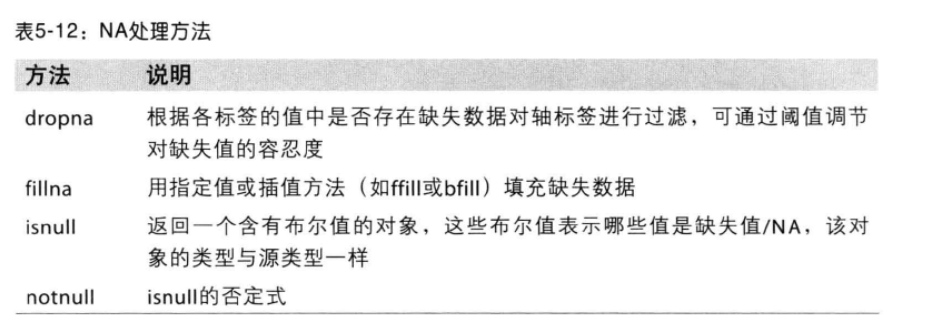 表5-12：NA处理方法
方法 说明
dropna 根据各标签的值中是否存在缺失数据对轴标签进行过滤，可通过阈值调节
对缺失值的容忍度
fillna 用指定值或插值方法（如ffill或bfill）填充缺失数据
isnull 返回一个含有布尔值的对象，这些布尔值表示哪些值是缺失值/NA，该对
象的类型与源类型一样
notnull isnull的否定式